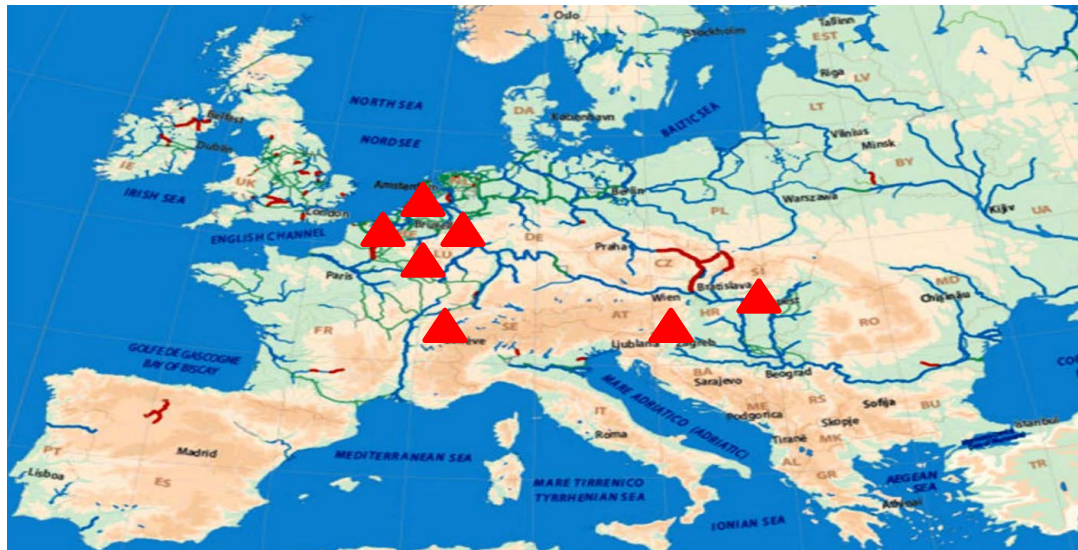 Oslo
Stockholm
Tallinn
EST
NORTH SEA
Riga
LV
BALTIC SEA
DA
LT
Belfast
København
NORDSEE
Vilnius
Minsk
Dublin
IE
BY
IRISH SEA
UK
Amsterdam
Berlin
Warszawa
London
PL
Kijiv
UA
ENGLISH CHANNEL
DE
Praha
LU
CZ
Paris
SI
Bratislava
MD
Wien
Chişinău
FR
SE
AT
HR
RO
Ljubljana
Zagreb
GOLFE DE GASCOGNE
BAY OF BISCAY
BA
Beograd
Sarajevo
MARE ADRIATICO (ADRIATIC)
IT
ME
RS
Sofija
BU
Podgorica
Skopje
Roma
Istanbul
PT
Madrid
MEDITERRANEAN SEA
Tiranë
MK
Lisboa
ES
AL
GR
TR
MARE TIRRENICO
TYRRHENIAN SEA
AEGEAN
SEA
Athínai
IONIAN SEA